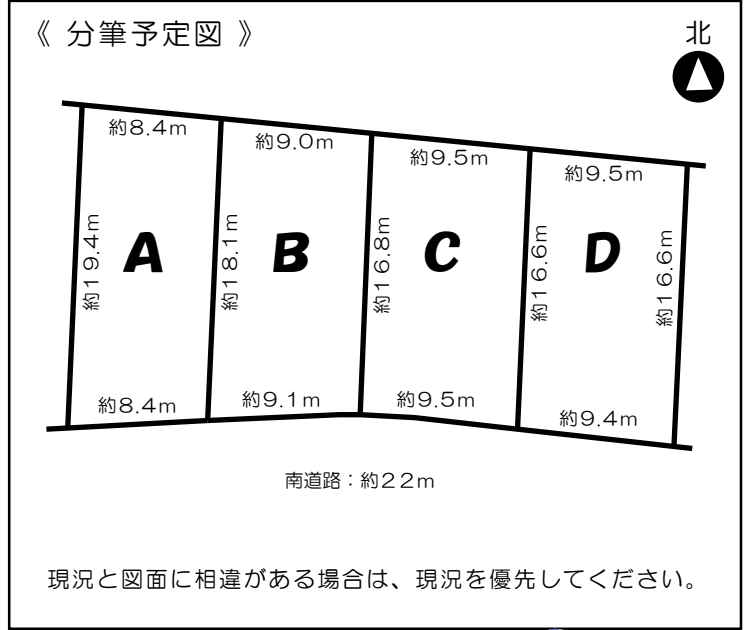 《 分筆予定図 》
北
約8.4m
約9.0m
約9.5m
約9.5m
約19.4m
A
約18.1m
B
約16.8m
C
約16.6m
D
約16.6m
約8.4m
約9.1m
約9.5m
約9.4m
南道路：約22m
現況と図面に相違がある場合は、現況を優先してください。